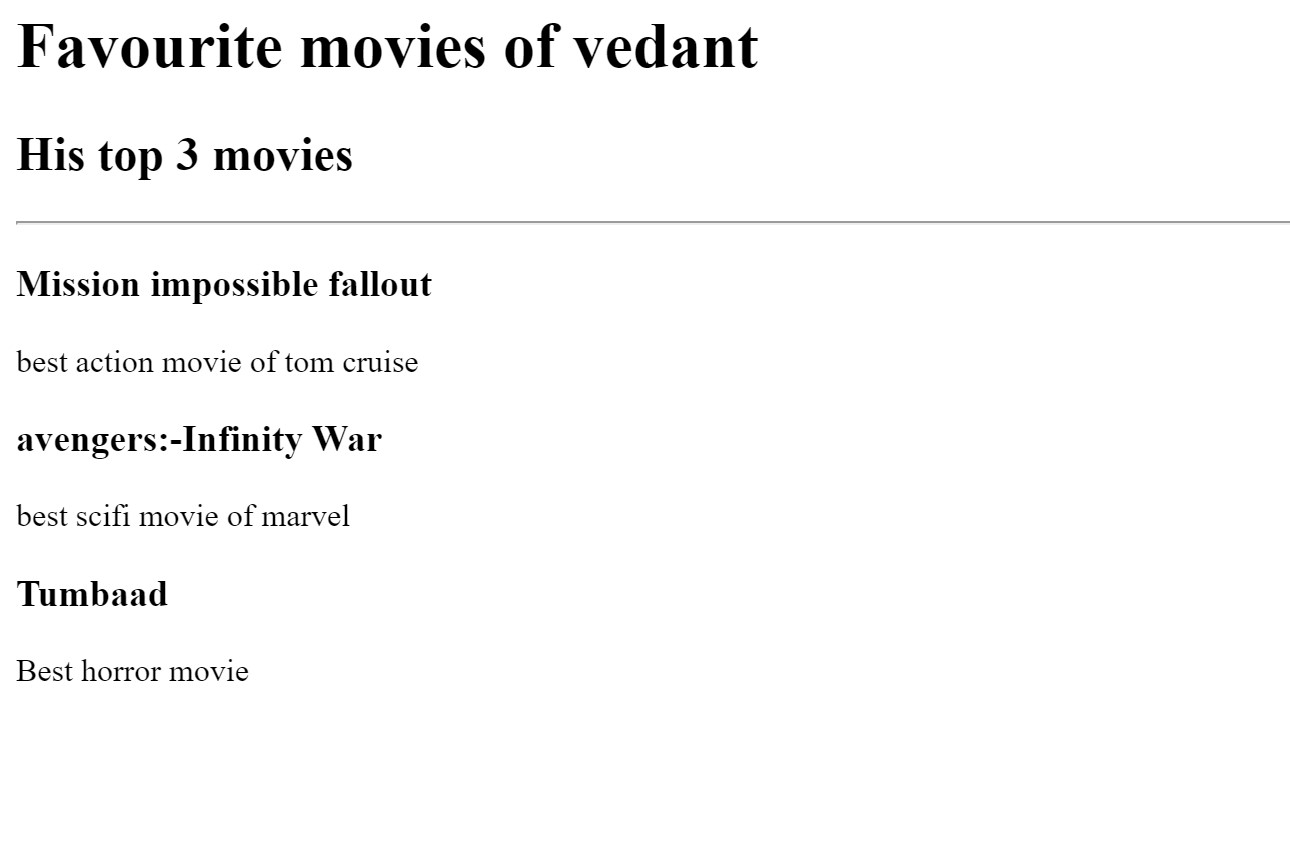 Favourite movies of vedant
His top 3 movies
Mission impossible fallout
best action movie of tom cruise
avengers:-Infinity War
best scifi movie of marvel
Tumbaad
Best horror movie